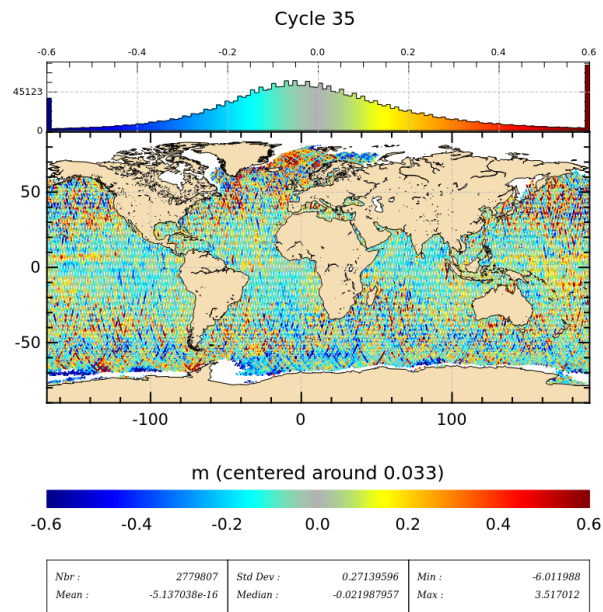 Cycle 35
-0.6 -0.4 -0.2 0.0 0.2 0.4 0.6
45123
0
50
0
-50
-100 0 100
m (centered around 0.033)
-0.6 -0.4 -0.2 0.0 0.2 0.4 0.6
Nbr : 2779807 Std Dev : 0.27139596 Min : -6.011988
Mean : -5.137038e-16 Median : -0.021987957 Max : 3.517012